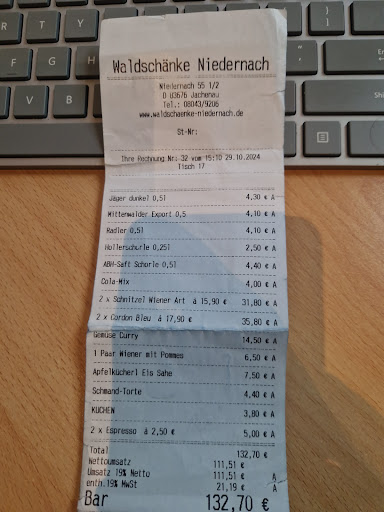 Waldschänke Niedernach
Niedernach 55 1/2
D 83676 Jachenau
Tel.: 08043/9206
www.waldschaenke-niedernach.de
St-Nr:
Ihre Rechnung Nr: 32 vom 15:10 29.10.2024
Tisch 17
Jäger dunkel 0,5l 4,30 € A
Mittenwalder Export 0,5 4,10 € A
Radler 0,5l 4,10 € A
Hollerschurle 0,25l 2,50 € A
ABH-Saft Schorle 0,5l 4,40 € A
Cola-Mix 4,00 € A
2 x Schnitzel Wiener Art á 15,90 € 31,80 € A
2 x Cordon Bleu á 17,90 € 35,80 € A
Gemüse Curry 14,50 € A
1 Paar Wiener mit Pommes 6,50 € A
Apfelkücherl Eis Sahe 7,50 € A
Schmand-Torte 4,40 € A
KUCHEN 3,80 € A
2 x Espresso á 2,50 € 5,00 € A
Total 132,70 €
Nettoumsatz 111,51 €
Umsatz 19% Netto 111,51 € A
enth.19% MwSt 21,19 € A
Bar 132,70 €